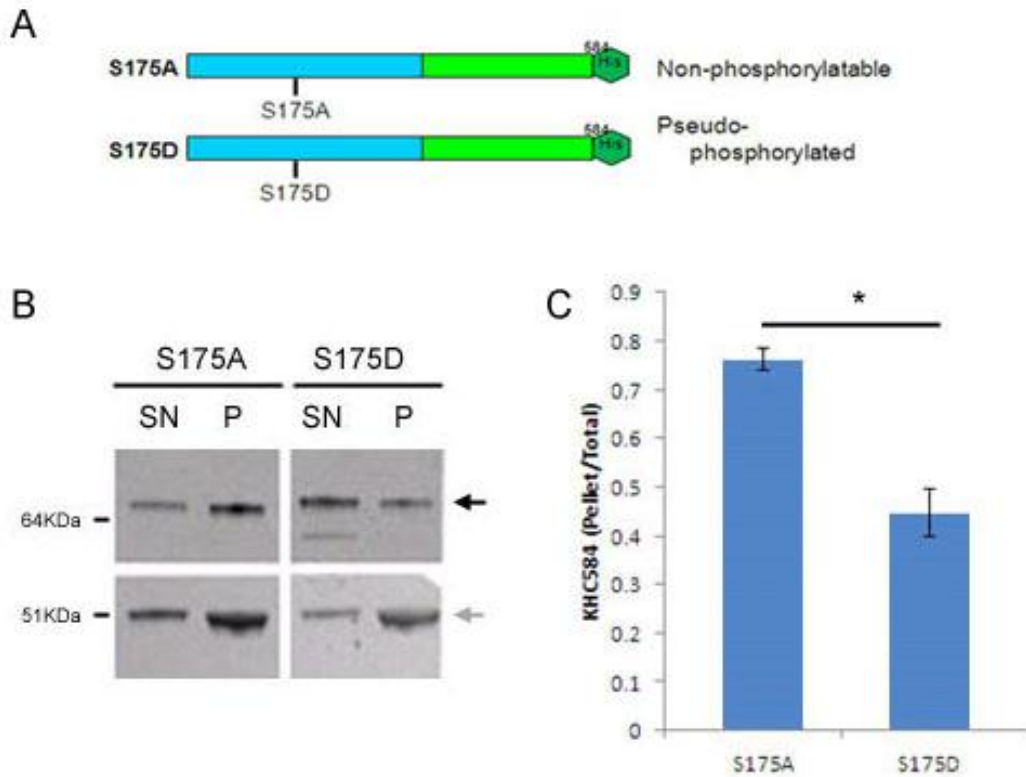 A
S175A
584
His
Non-phosphorylatable
S175A
S175D
584
His
Pseudo-
phosphorylated
S175D
B
S175A S175D
SN P SN P
64KDa
51KDa
C
KHC584 (Pellet/Total)
*
0.9
0.8
0.7
0.6
0.5
0.4
0.3
0.2
0.1
0
S175A S175D